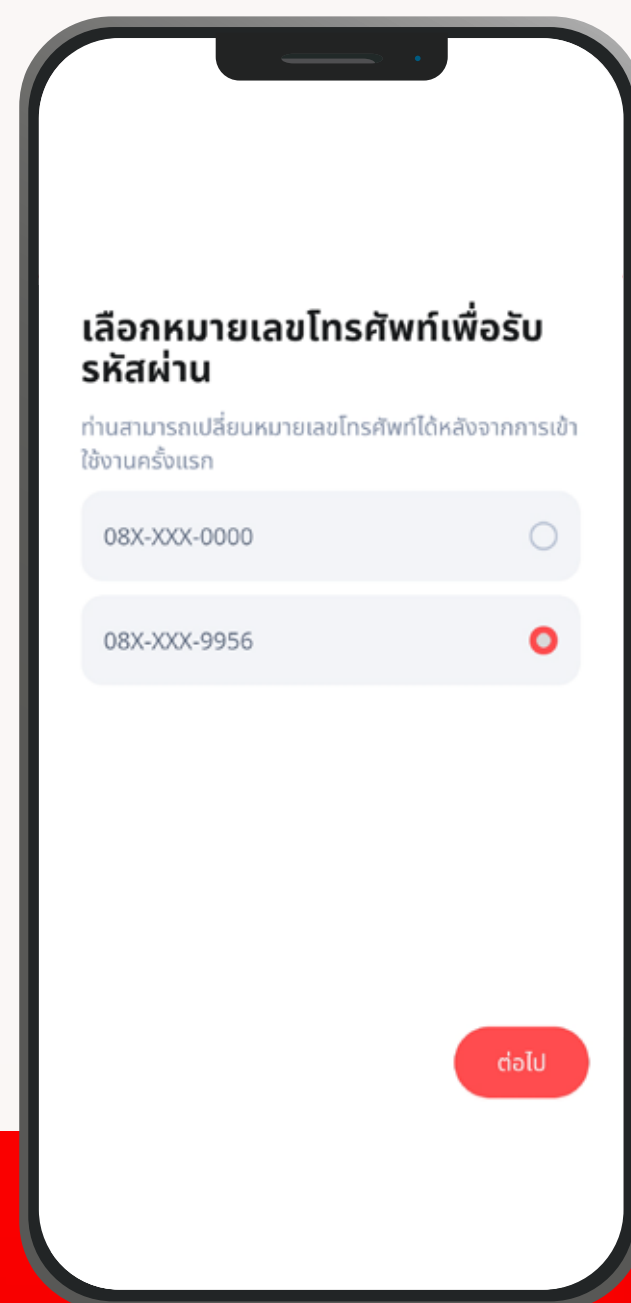 เลือกหมายเลขโทรศัพท์เพื่อรับ
รหัสผ่าน
ท่านสามารถเปลี่ยนหมายเลขโทรศัพท์ได้หลังจากการเข้า
ใช้งานครั้งแรก
08X-XXX-0000
08X-XXX-9956
ต่อไป